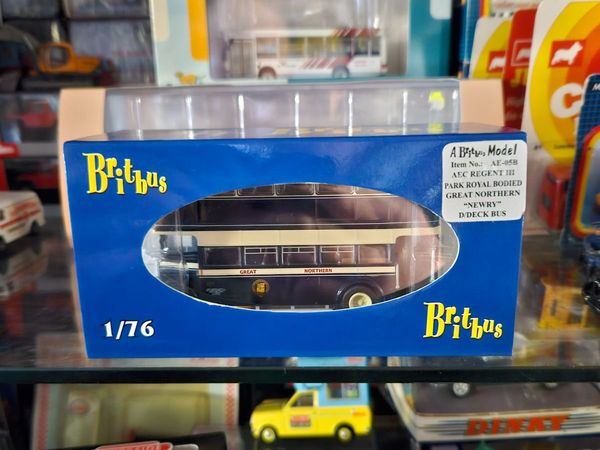 Britbus
A Britbus Model
Item No.: AE-05B
AEC REGENT III
PARK ROYAL BODIED
GREAT NORTHERN
"NEWRY"
D/DECK BUS
GREAT NORTHERN
1/76
Britbus
DINKY